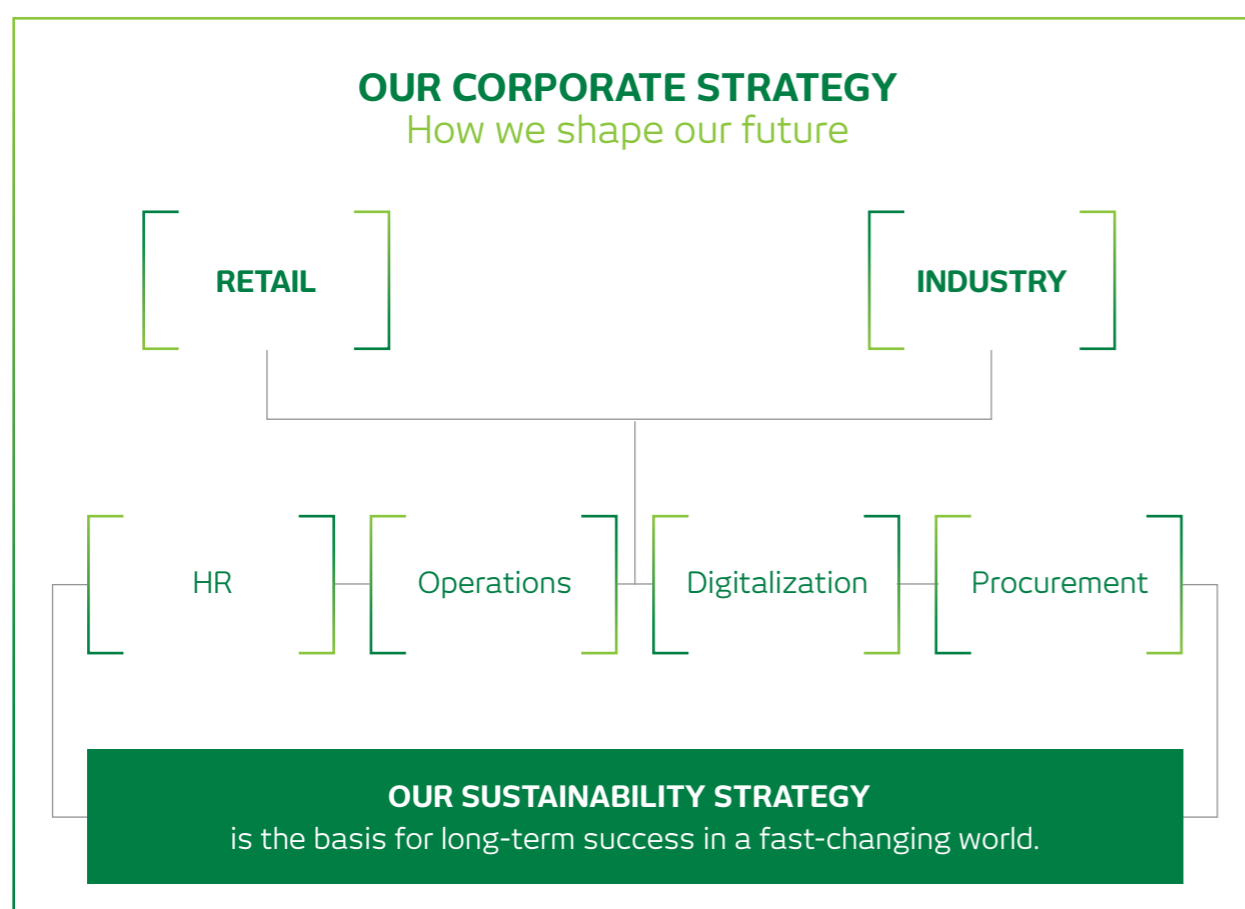 OUR CORPORATE STRATEGY
How we shape our future
RETAIL
INDUSTRY
HR
Operations
Digitalization
Procurement
OUR SUSTAINABILITY STRATEGY
is the basis for long-term success in a fast-changing world.